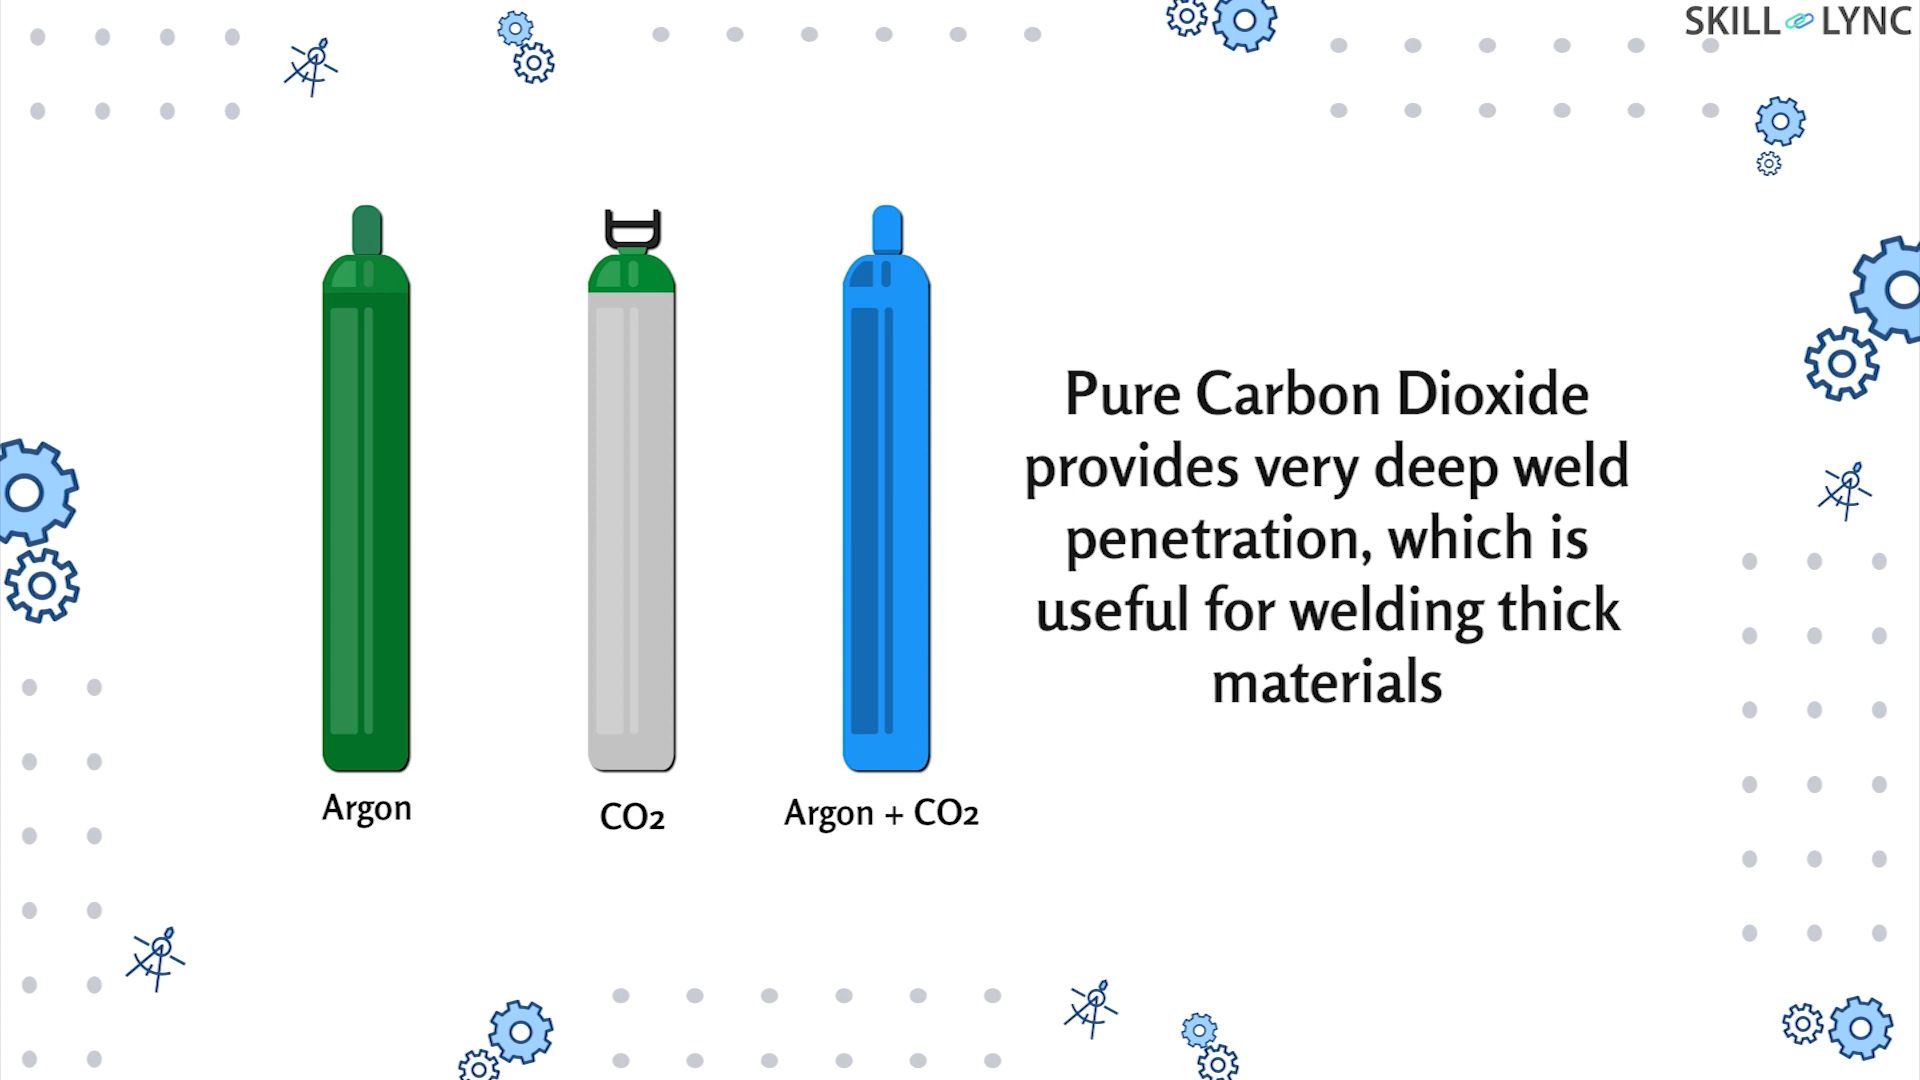 SKILL LYNC
Pure Carbon Dioxide
provides very deep weld
penetration, which is
useful for welding thick
materials
Argon
CO2
Argon + CO2